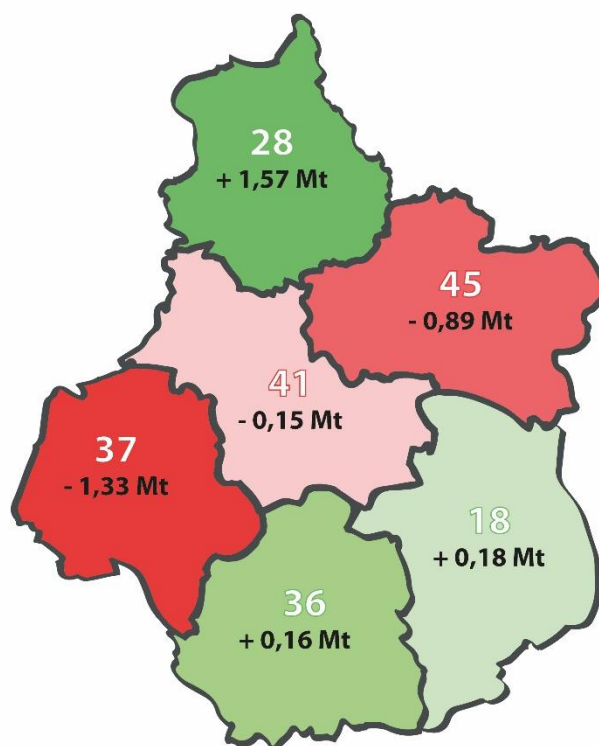 28
+ 1,57 Mt
45
- 0,89 Mt
41
- 0,15 Mt
37
- 1,33 Mt
18
+ 0,18 Mt
36
+ 0,16 Mt